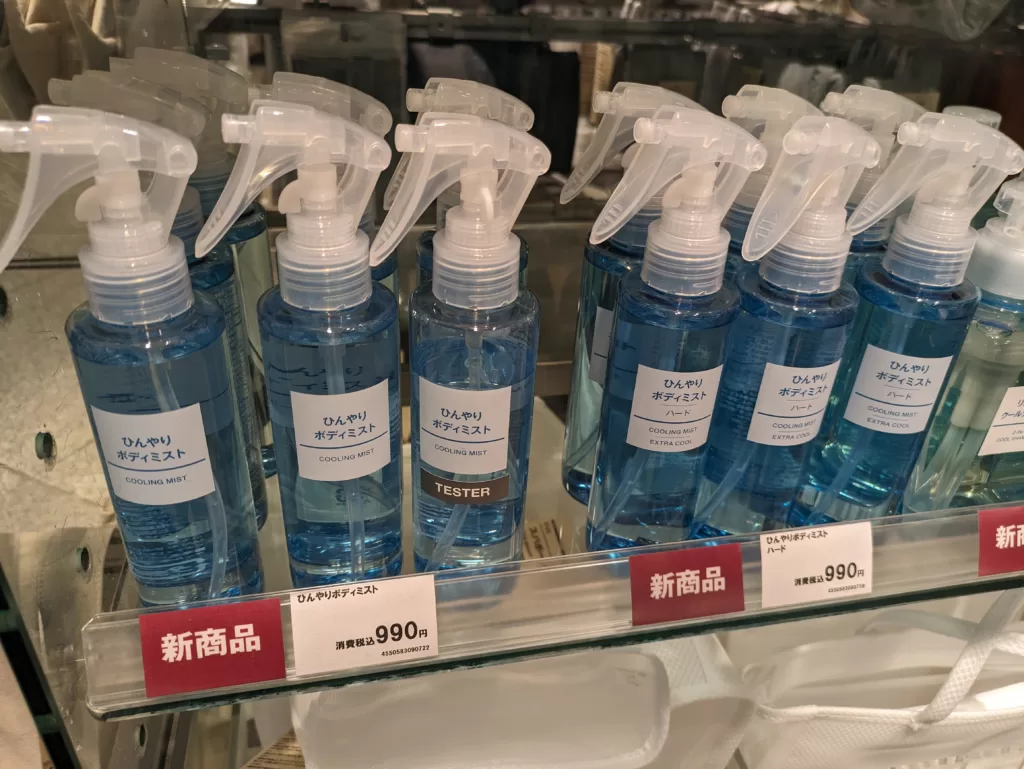 ひんやり
ボディミスト
COOLING MIST
ひんやり
ボディミスト
COOLING MIST
ひんやり
ボディミスト
COOLING MIST
TESTER
ひんやり
ボディミスト
ハード
COOLING MIST
EXTRA COOL
ひんやり
ボディミスト
ハード
COOLING MIST
EXTRA COOL
ひんやり
ボディミスト
ハード
COOLING MIST
EXTRA COOL
新商品
ひんやりボディミスト
消費税込990円
4550583090722
新商品
ひんやりボディミスト
ハード
消費税込990円
新商